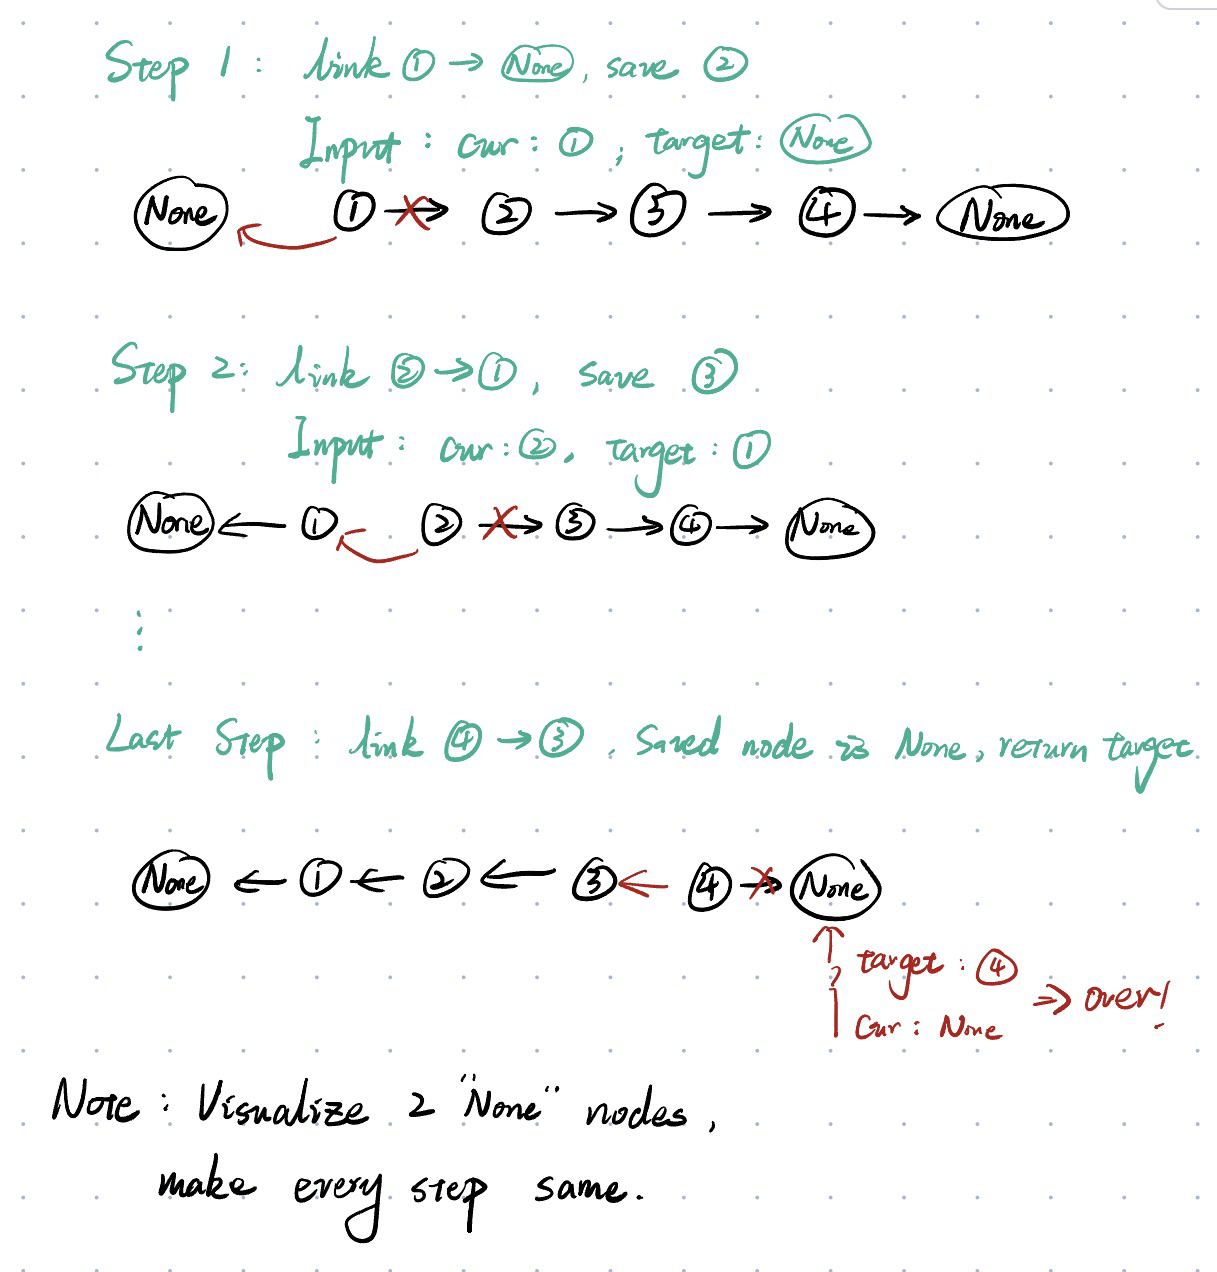 Step 1 : link ① → None, save ②
Input : cur : ① ; target: None
None ① → ② → ③ → ④ → None
Step 2: link ② → ①, save ③
Input : cur : ②, target : ①
None ← ① ② → ③ → ④ → None
⋮
Last Step : link ④ → ③, Saved node is None, return target.
None ← ① ← ② ← ③ ← ④ → None
target : ④
Cur : None
⇒ over!
Note : Visualize 2 "None" nodes,
make every step same.